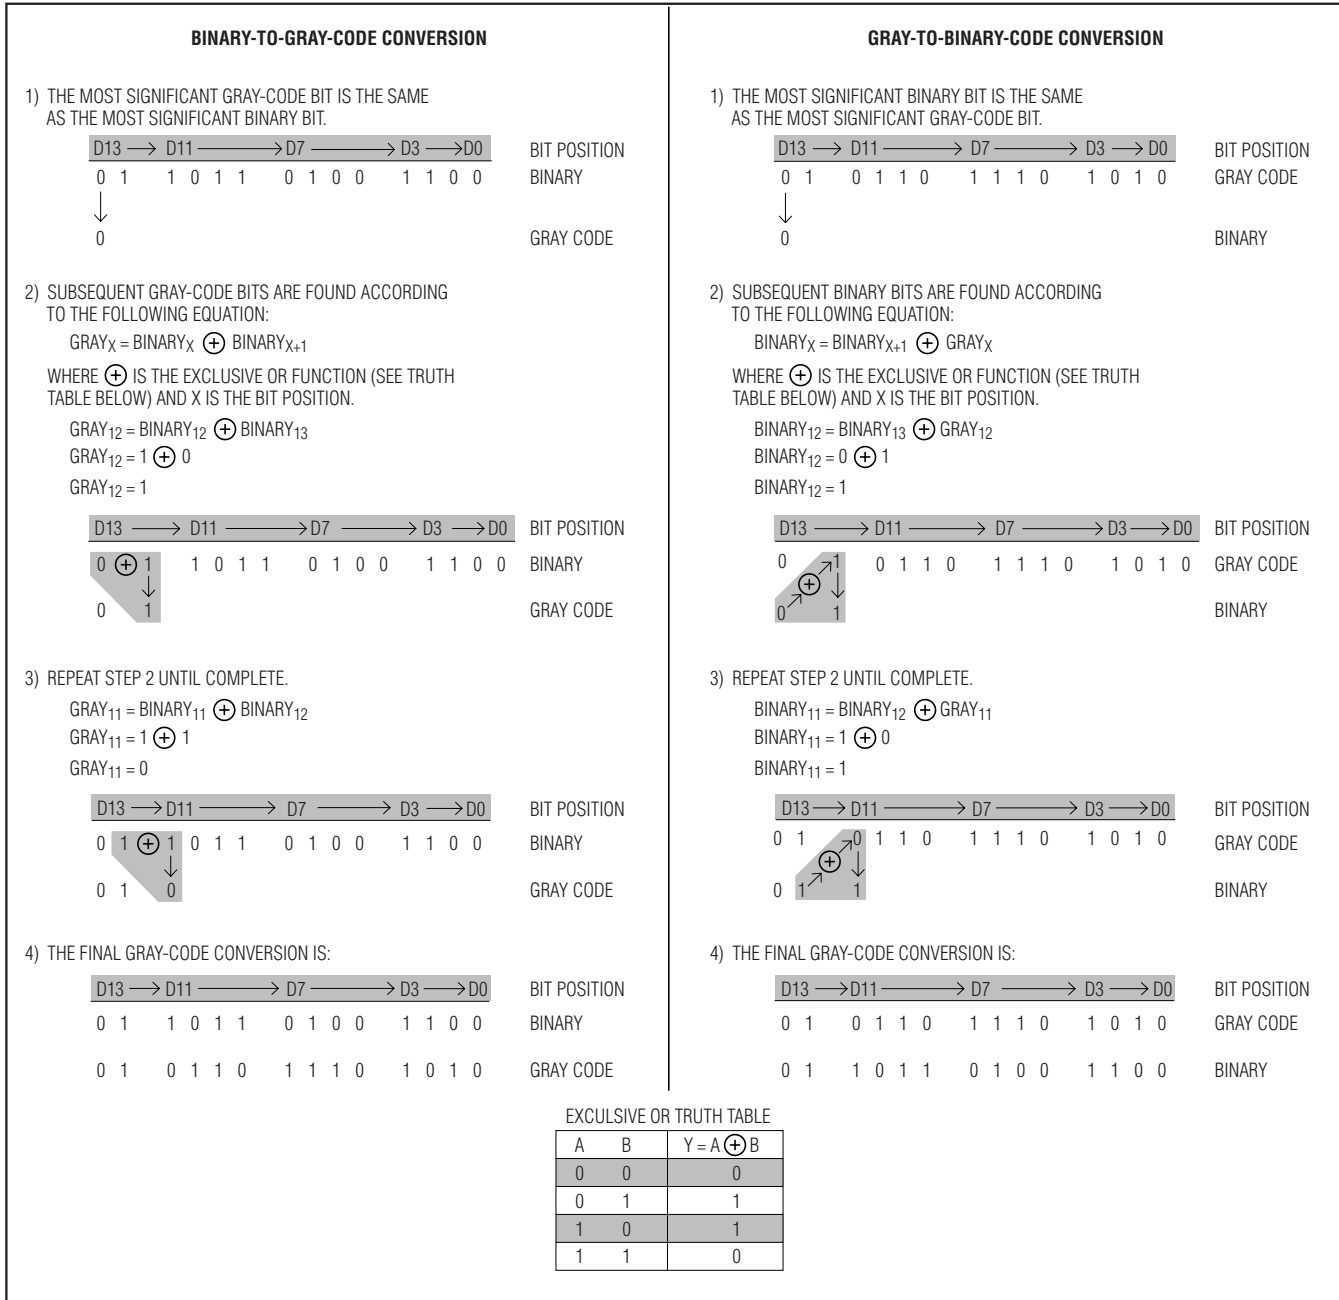 BINARY-TO-GRAY-CODE CONVERSION
1) THE MOST SIGNIFICANT GRAY-CODE BIT IS THE SAME
AS THE MOST SIGNIFICANT BINARY BIT.
D13 → D11 → D7 → D3 → D0 BIT POSITION
0 1 1 0 1 1 0 1 0 0 1 1 0 0 BINARY
0 GRAY CODE
2) SUBSEQUENT GRAY-CODE BITS ARE FOUND ACCORDING
TO THE FOLLOWING EQUATION:
GRAYX = BINARYX ⊕ BINARYX+1
WHERE ⊕ IS THE EXCLUSIVE OR FUNCTION (SEE TRUTH
TABLE BELOW) AND X IS THE BIT POSITION.
GRAY12 = BINARY12 ⊕ BINARY13
GRAY12 = 1 ⊕ 0
GRAY12 = 1
D13 → D11 → D7 → D3 → D0 BIT POSITION
0 ⊕ 1 1 0 1 1 0 1 0 0 1 1 0 0 BINARY
0 1 GRAY CODE
3) REPEAT STEP 2 UNTIL COMPLETE.
GRAY11 = BINARY11 ⊕ BINARY12
GRAY11 = 1 ⊕ 1
GRAY11 = 0
D13 → D11 → D7 → D3 → D0 BIT POSITION
0 1 ⊕ 1 0 1 1 0 1 0 0 1 1 0 0 BINARY
0 1 0 GRAY CODE
4) THE FINAL GRAY-CODE CONVERSION IS:
D13 → D11 → D7 → D3 → D0 BIT POSITION
0 1 1 0 1 1 0 1 0 0 1 1 0 0 BINARY
0 1 0 1 1 0 1 1 1 0 1 0 1 0 GRAY CODE
GRAY-TO-BINARY-CODE CONVERSION
1) THE MOST SIGNIFICANT BINARY BIT IS THE SAME
AS THE MOST SIGNIFICANT GRAY-CODE BIT.
D13 → D11 → D7 → D3 → D0 BIT POSITION
0 1 0 1 1 0 1 1 1 0 1 0 1 0 GRAY CODE
0 BINARY
2) SUBSEQUENT BINARY BITS ARE FOUND ACCORDING
TO THE FOLLOWING EQUATION:
BINARYX = BINARYX+1 ⊕ GRAYX
WHERE ⊕ IS THE EXCLUSIVE OR FUNCTION (SEE TRUTH
TABLE BELOW) AND X IS THE BIT POSITION.
BINARY12 = BINARY13 ⊕ GRAY12
BINARY12 = 0 ⊕ 1
BINARY12 = 1
D13 → D11 → D7 → D3 → D0 BIT POSITION
0 1 0 1 1 0 1 1 1 0 1 0 1 0 GRAY CODE
⊕
0 1 BINARY
3) REPEAT STEP 2 UNTIL COMPLETE.
BINARY11 = BINARY12 ⊕ GRAY11
BINARY11 = 1 ⊕ 0
BINARY11 = 1
D13 → D11 → D7 → D3 → D0 BIT POSITION
0 1 0 1 1 0 1 1 1 0 1 0 1 0 GRAY CODE
⊕
0 1 1 BINARY
4) THE FINAL GRAY-CODE CONVERSION IS:
D13 → D11 → D7 → D3 → D0 BIT POSITION
0 1 0 1 1 0 1 1 1 0 1 0 1 0 GRAY CODE
0 1 1 0 1 1 0 1 0 0 1 1 0 0 BINARY
EXCULSIVE OR TRUTH TABLE
A B Y = A ⊕ B
0 0 0
0 1 1
1 0 1
1 1 0